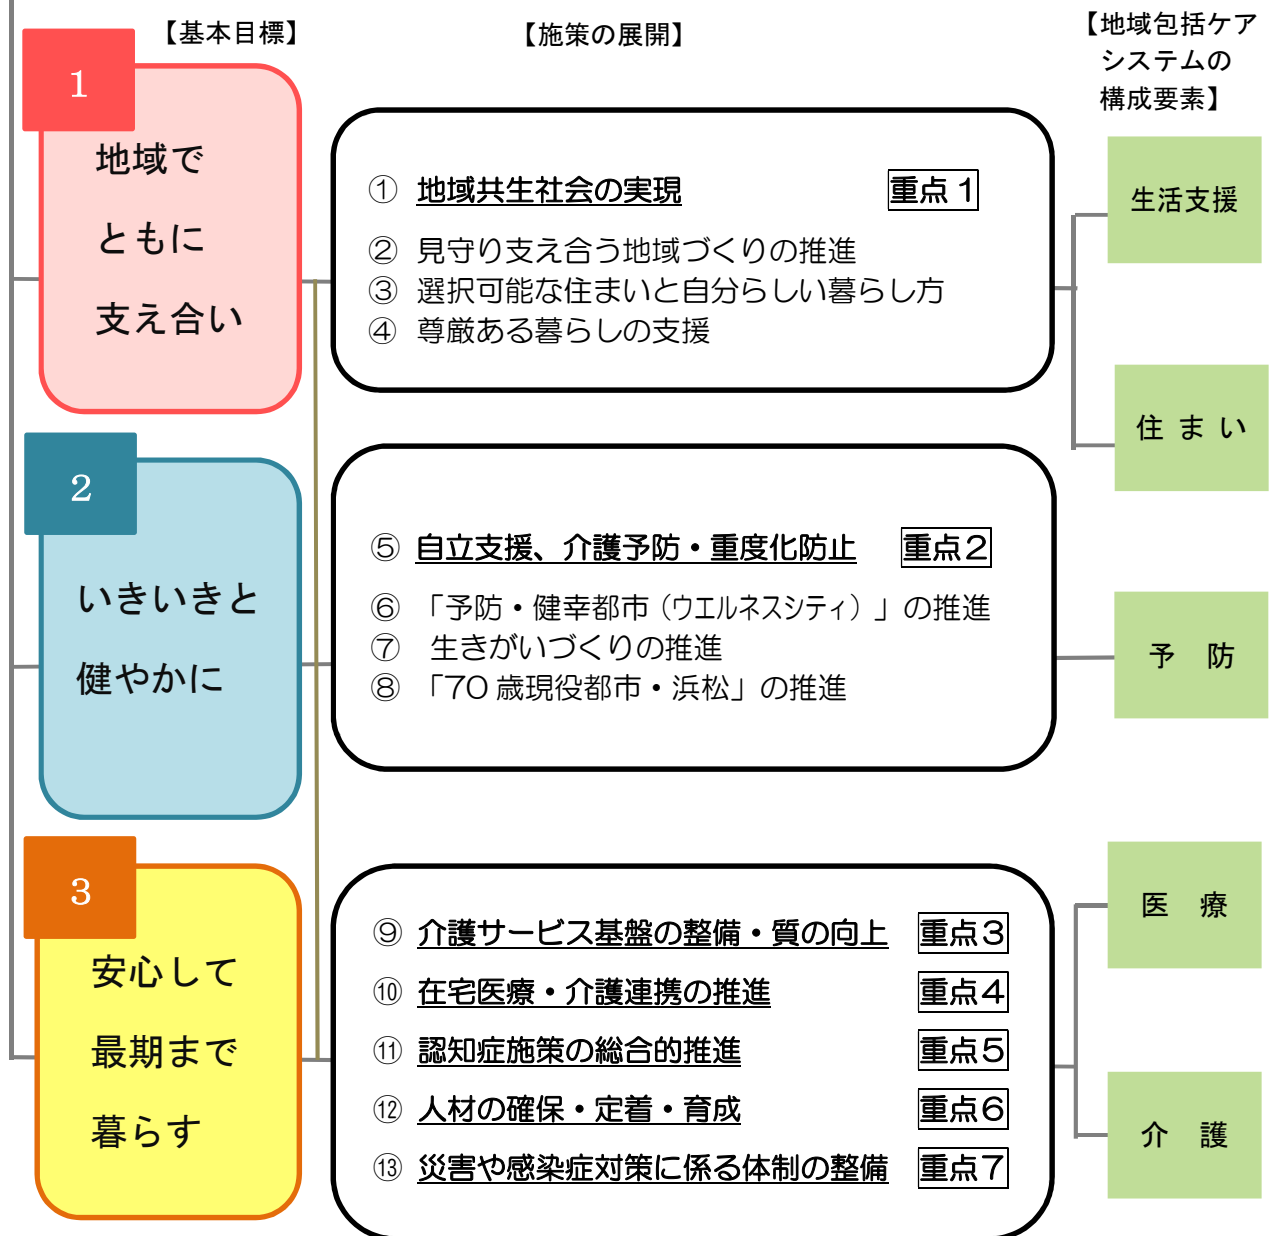 【基本目標】
【施策の展開】
【地域包括ケア
システムの
構成要素】
1
地域で
ともに
支え合い
① 地域共生社会の実現 重点1
② 見守り支え合う地域づくりの推進
③ 選択可能な住まいと自分らしい暮らし方
④ 尊厳ある暮らしの支援
生活支援
住まい
2
いきいきと
健やかに
⑤ 自立支援、介護予防・重度化防止 重点2
⑥ 「予防・健幸都市（ウエルネスシティ）」の推進
⑦ 生きがいづくりの推進
⑧ 「70歳現役都市・浜松」の推進
予 防
3
安心して
最期まで
暮らす
⑨ 介護サービス基盤の整備・質の向上 重点3
⑩ 在宅医療・介護連携の推進 重点4
⑪ 認知症施策の総合的推進 重点5
⑫ 人材の確保・定着・育成 重点6
⑬ 災害や感染症対策に係る体制の整備 重点7
医 療
介 護